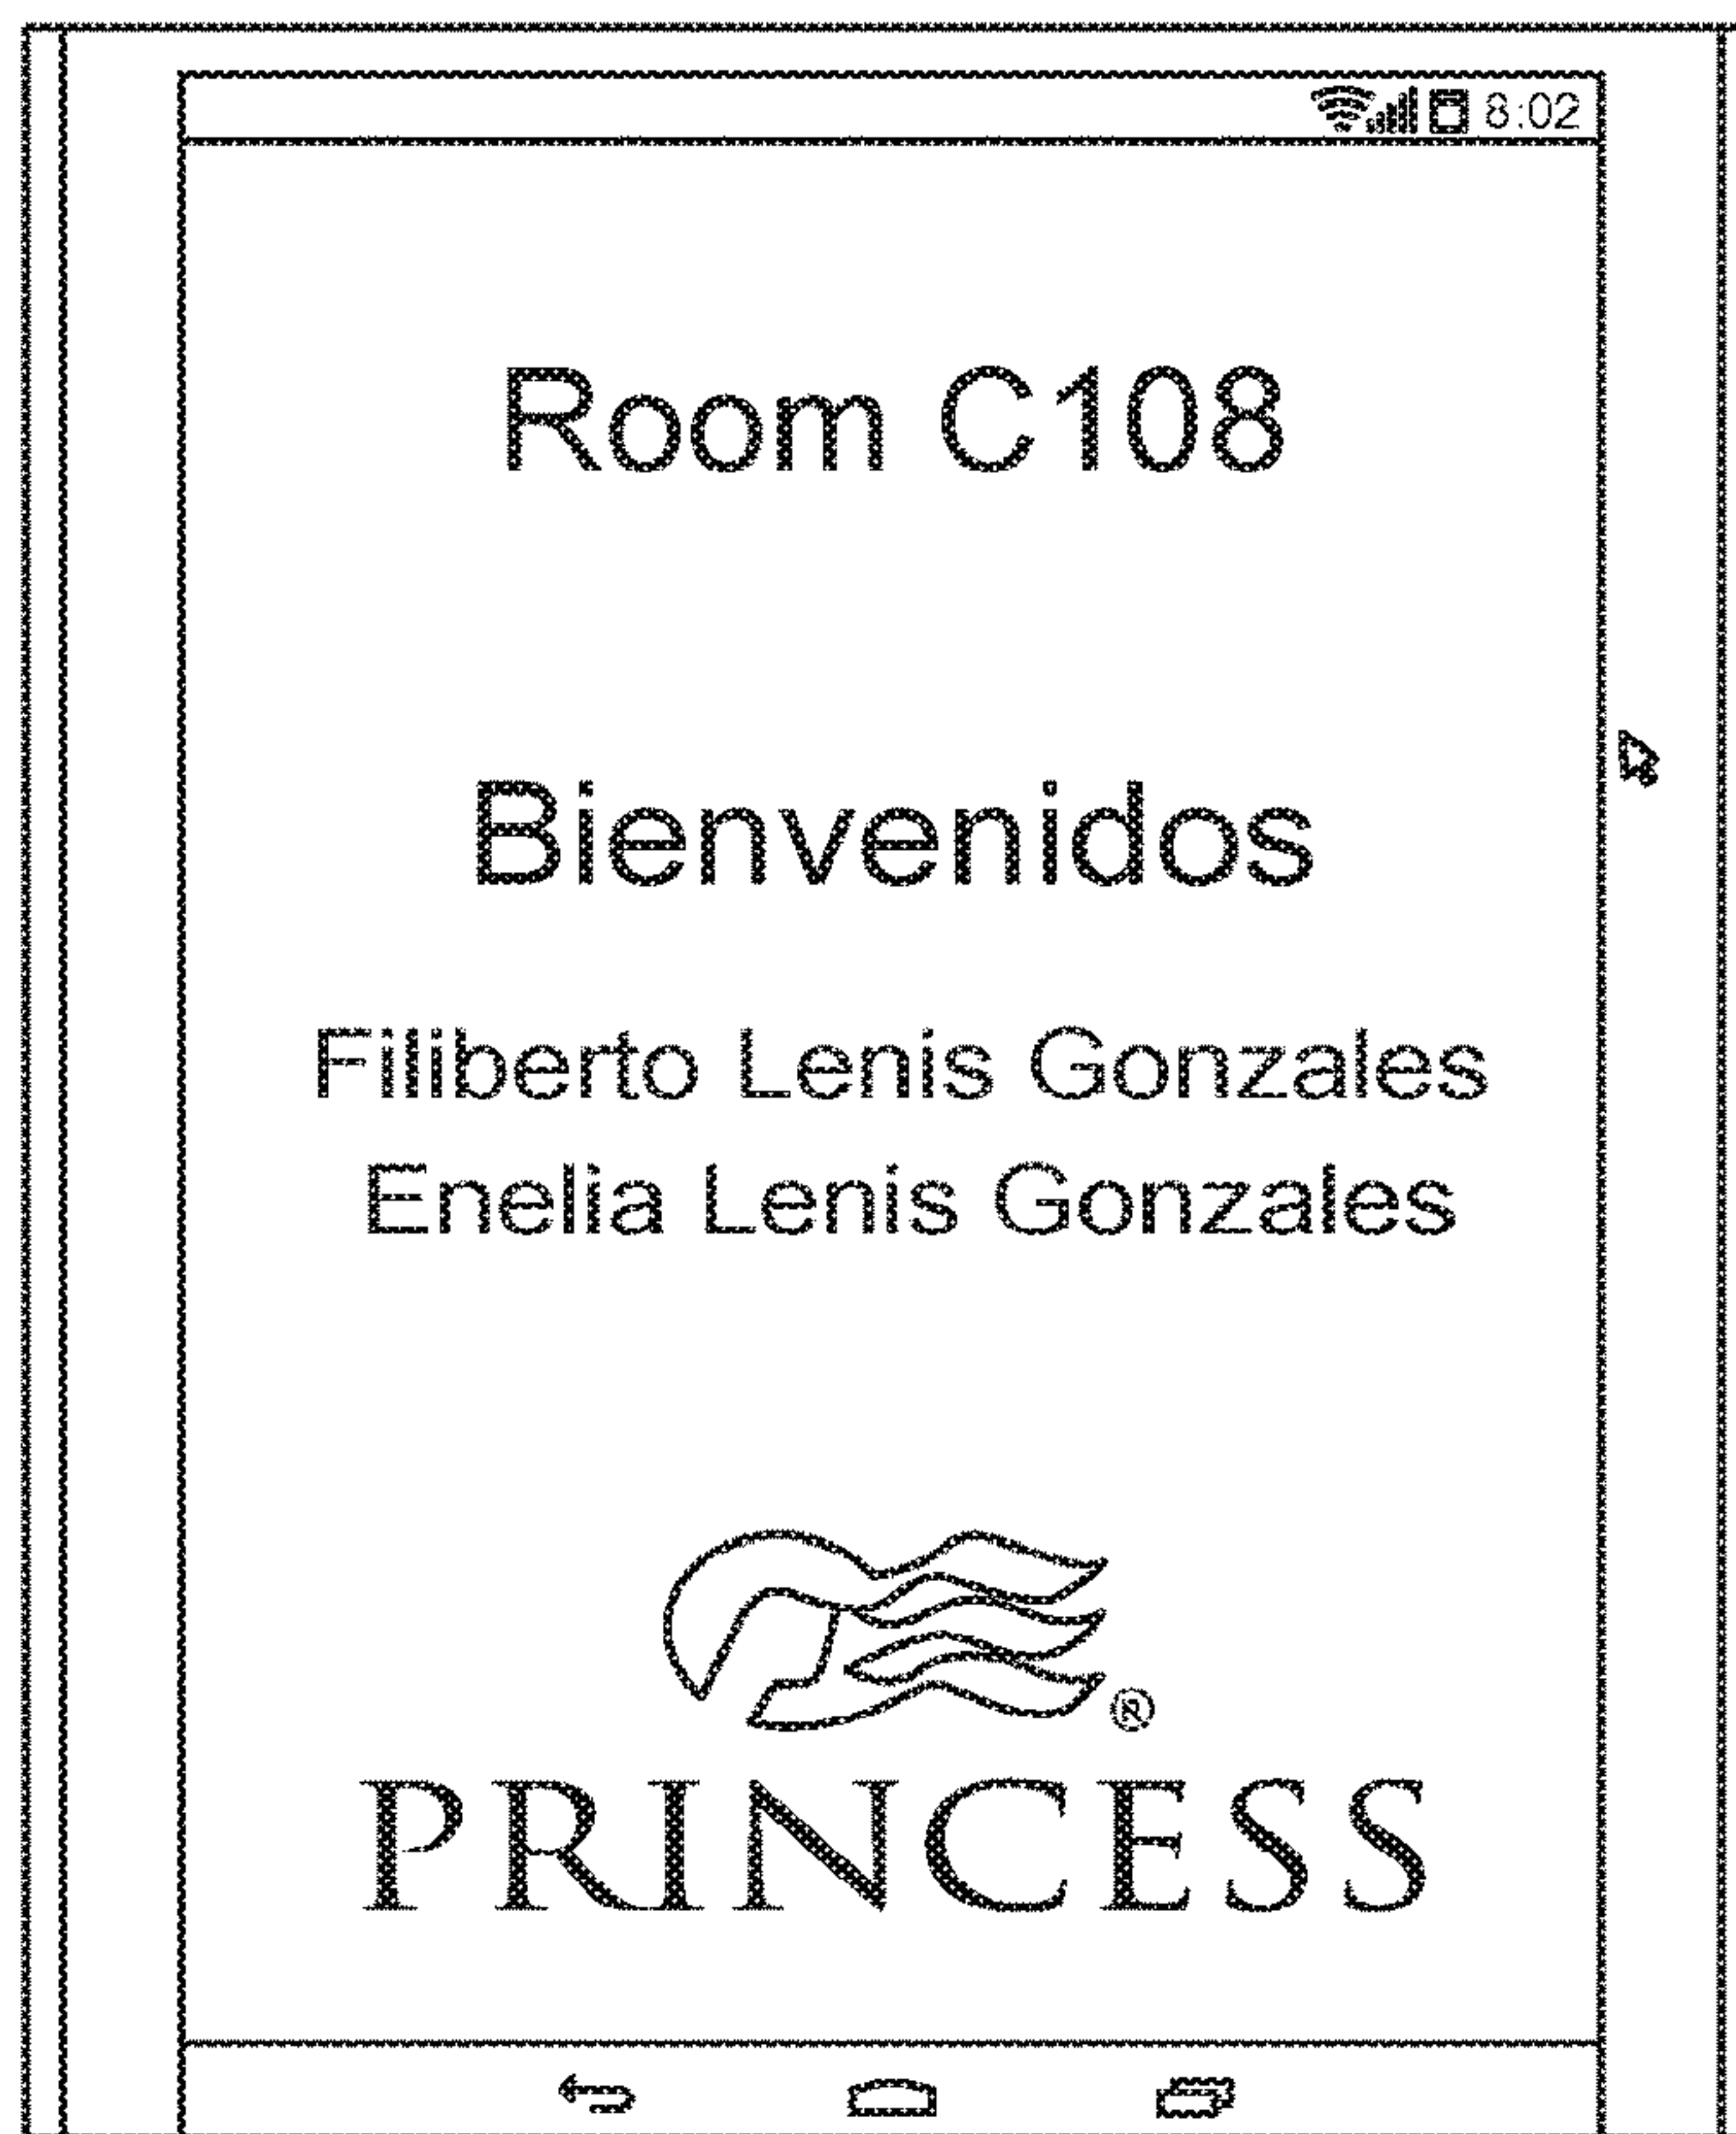 8:02
Room C108
Bienvenidos
Filiberto Lenis Gonzales
Enelia Lenis Gonzales
®
PRINCESS